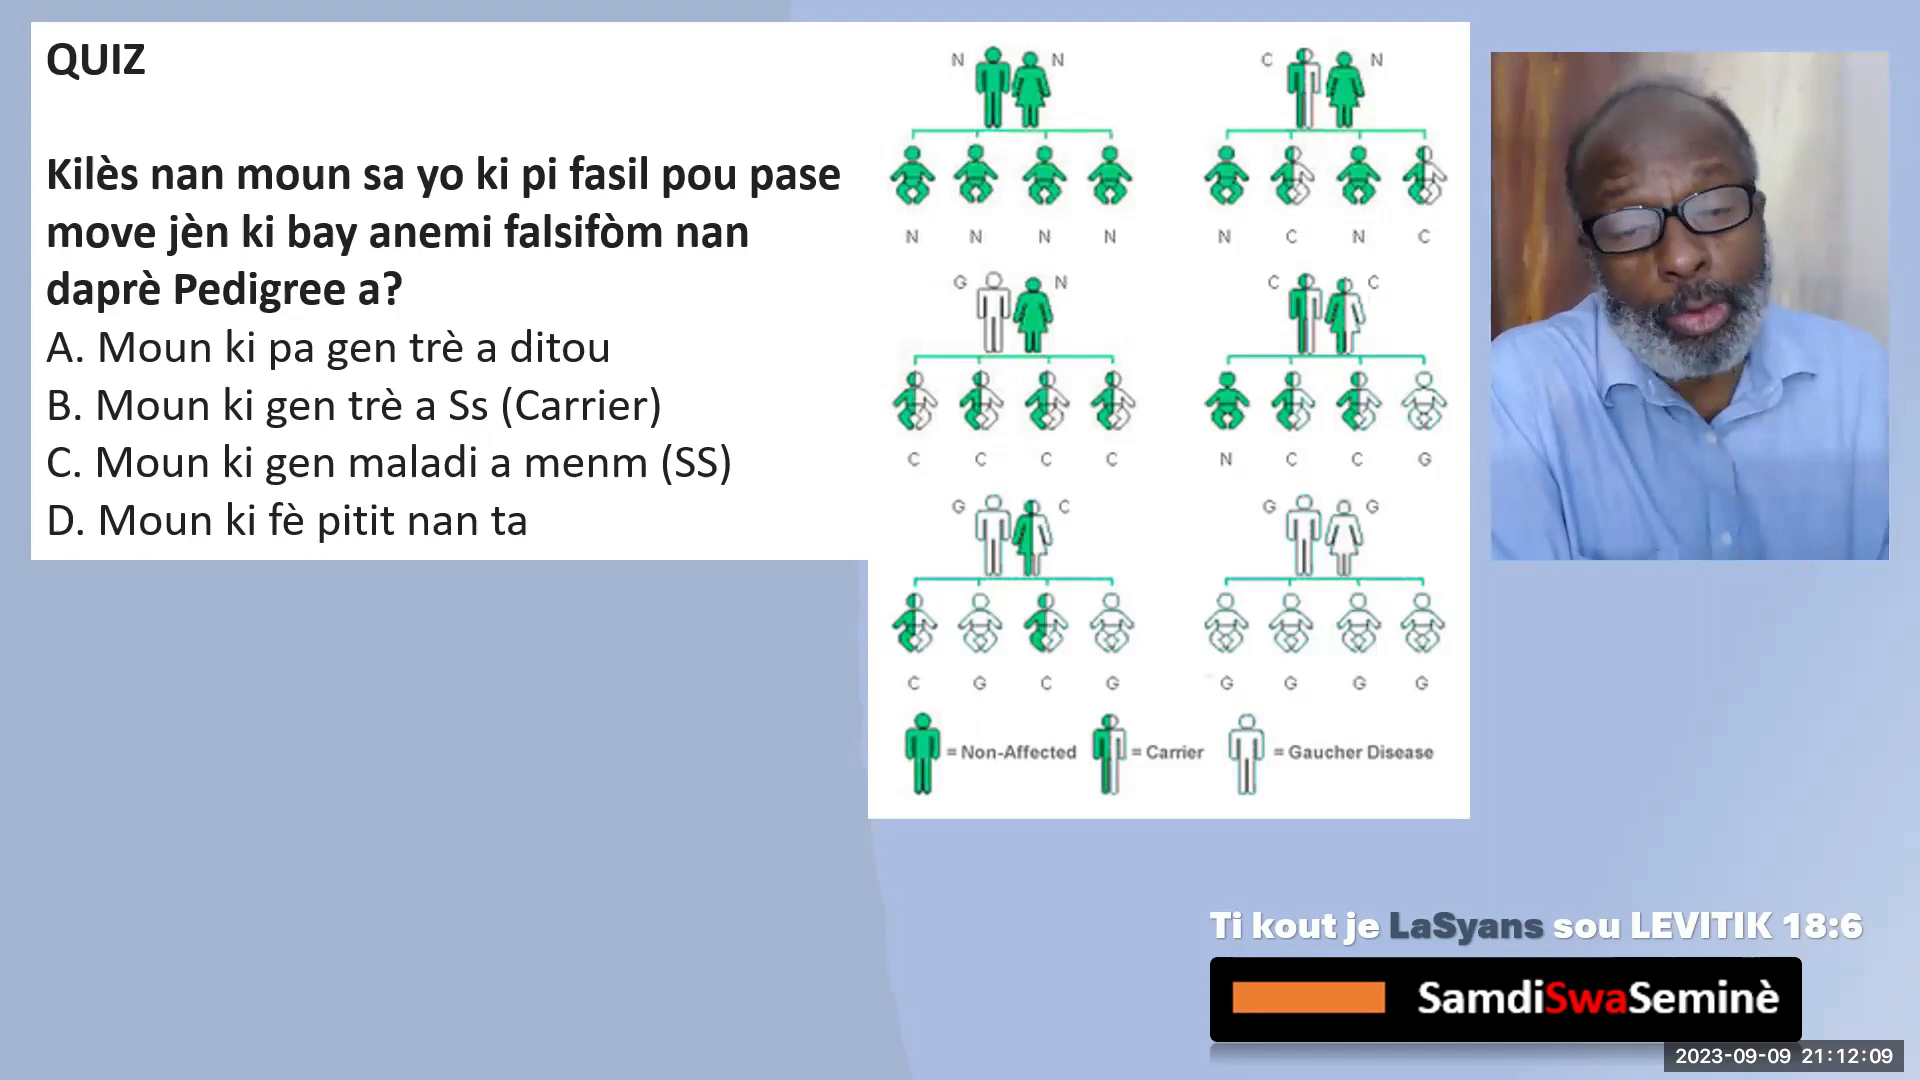 QUIZ
Kilès nan moun sa yo ki pi fasil pou pase
move jèn ki bay anemi falsifòm nan
daprè Pedigree a?
A. Moun ki pa gen trè a ditou
B. Moun ki gen trè a Ss (Carrier)
C. Moun ki gen maladi a menm (SS)
D. Moun ki fè pitit nan ta
N N
N N N N
C N
N C N C
G N
C C C C
C C
N C C G
G C
C G C G
G G
G G G G
= Non-Affected = Carrier = Gaucher Disease
Ti kout je LaSyans sou LEVITIK 18:6
SamdiSwaSeminè
2023-09-09 21:12:09